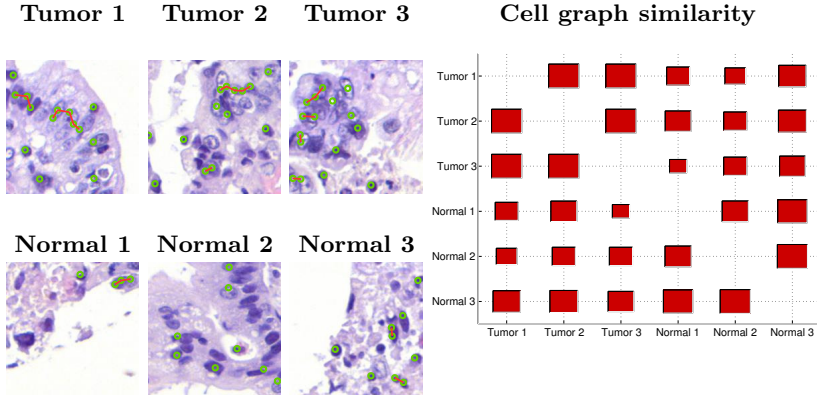 Tumor 1 Tumor 2 Tumor 3 Cell graph similarity
Normal 1 Normal 2 Normal 3
Tumor 1
Tumor 2
Tumor 3
Normal 1
Normal 2
Normal 3
Tumor 1 Tumor 2 Tumor 3 Normal 1 Normal 2 Normal 3